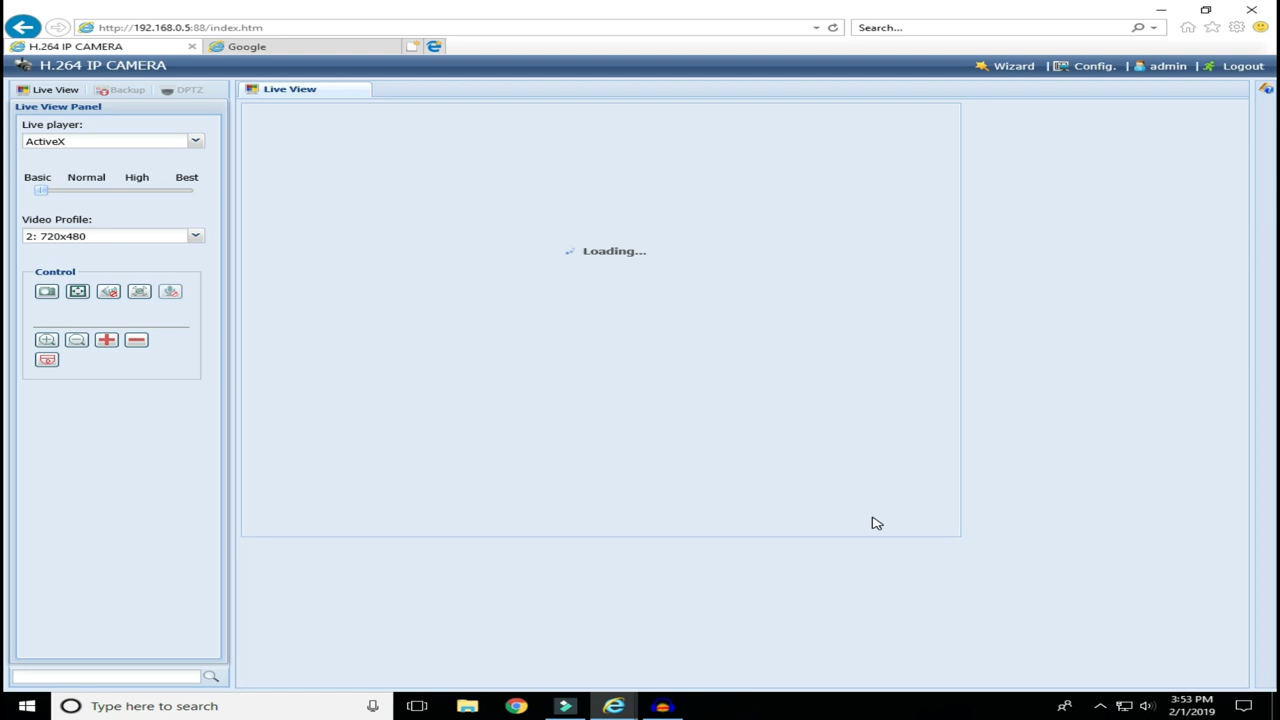 http://192.168.0.5:88/index.htm
Search...
H.264 IP CAMERA
Google
H.264 IP CAMERA
Wizard
Config.
admin
Logout
Live View
Backup
DPTZ
Live View
Live View Panel
Live player:
ActiveX
Basic
Normal
High
Best
Video Profile:
2: 720x480
Loading...
Control
Type here to search
3:53 PM
2/1/2019